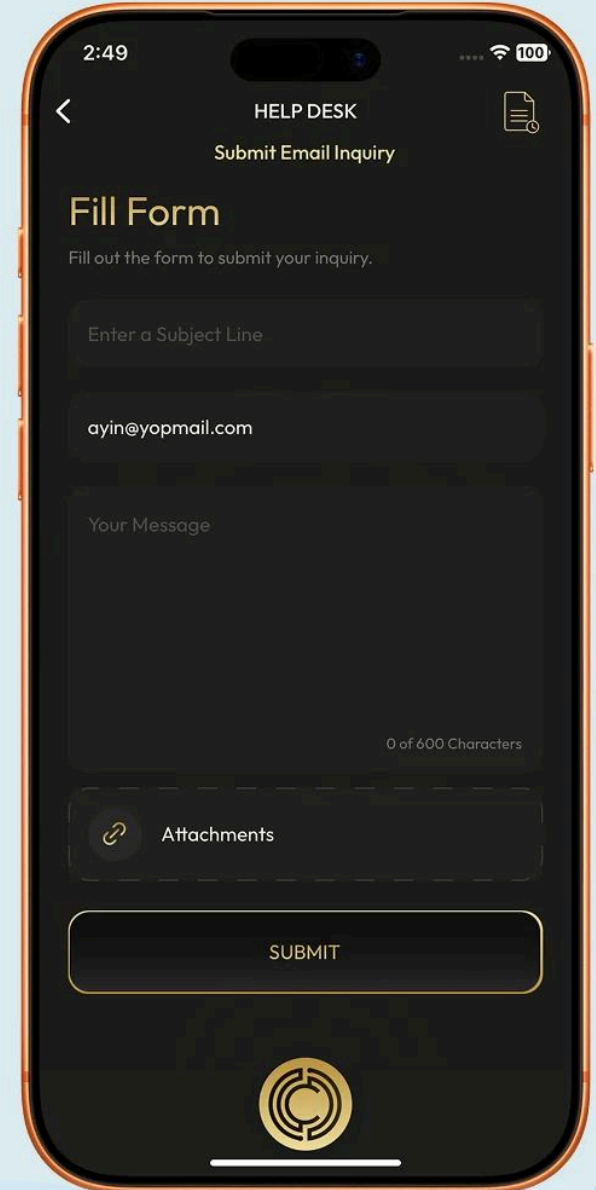 2:49
100
HELP DESK
Submit Email Inquiry
Fill Form
Fill out the form to submit your inquiry.
Enter a Subject Line
ayin@yopmail.com
Your Message
0 of 600 Characters
Attachments
SUBMIT